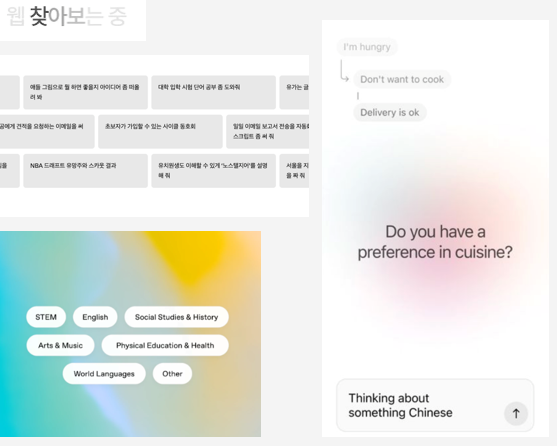 웹 찾아보는 중
애들 그림으로 뭘 하면 좋을지 아이디어 좀 떠올
려 봐
대학 입학 시험 단어 공부 좀 도와줘
유가는 글
공에게 견적을 요청하는 이메일을 써
초보자가 가입할 수 있는 사이클 동호회
일일 이메일 보고서 전송을 자동화
스크립트 좀 써 줘
NBA 드래프트 유망주와 스카웃 결과
유치원생도 이해할 수 있게 '노스탤지어'를 설명
해 줘
서울을 지
을 짜 줘
STEM
English
Social Studies & History
Arts & Music
Physical Education & Health
World Languages
Other
I'm hungry
Don't want to cook
Delivery is ok
Do you have a
preference in cuisine?
Thinking about
something Chinese